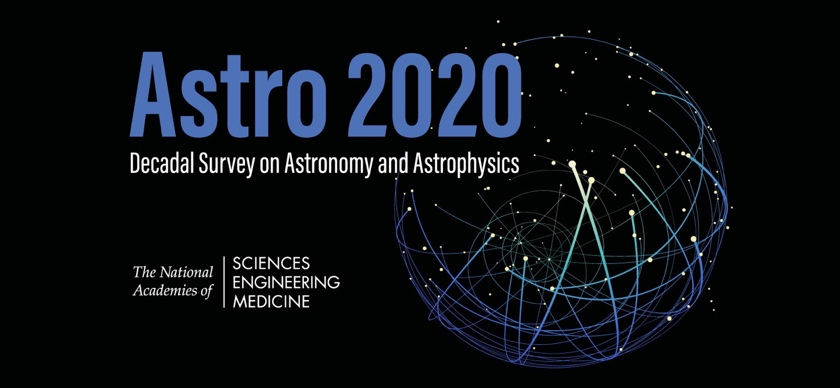 Astro 2020
Decadal Survey on Astronomy and Astrophysics
The National
Academies of
SCIENCES
ENGINEERING
MEDICINE